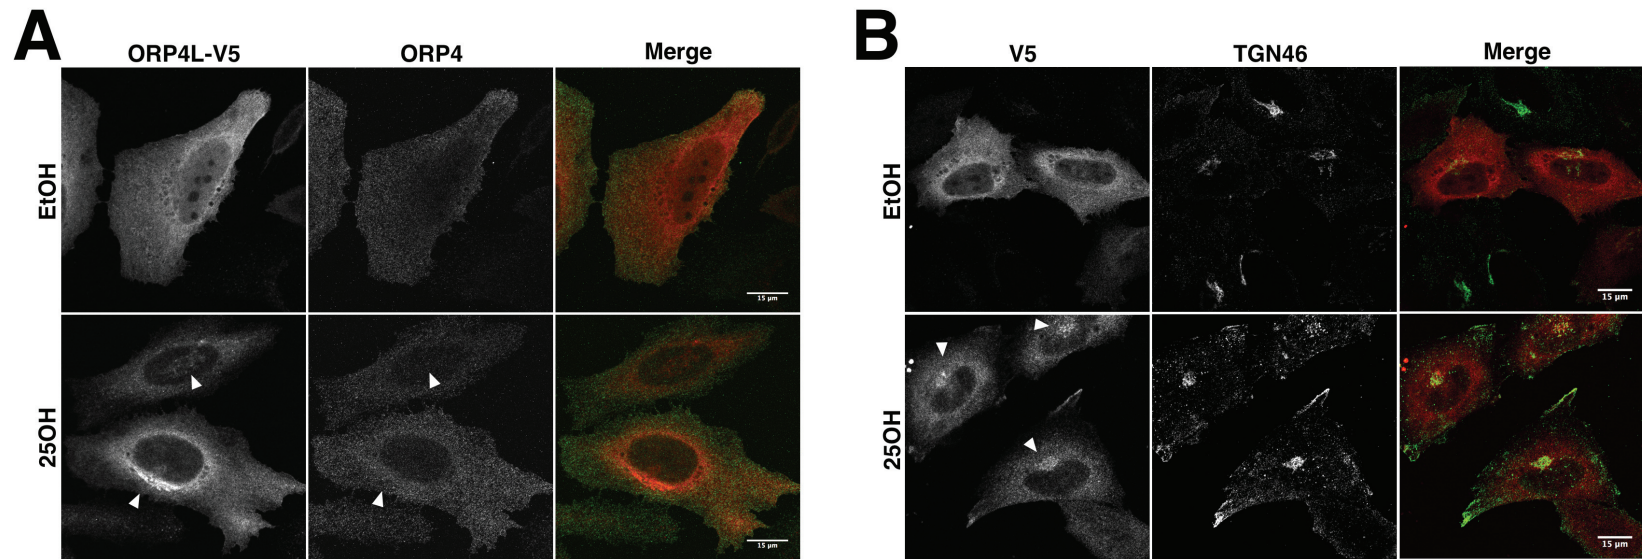 A
B
ORP4L-V5 ORP4 Merge
V5 TGN46 Merge
EtOH
15 µm
EtOH
15 µm
25OH
15 µm
25OH
15 µm